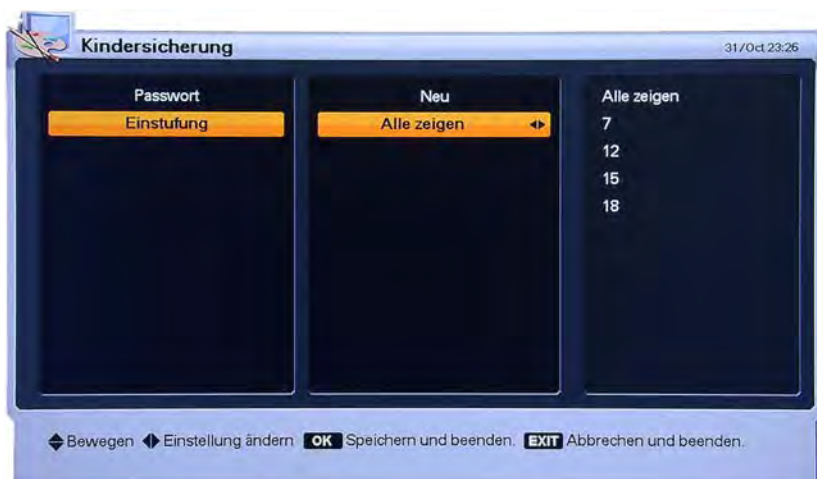 Kindersicherung 31/Oct 23:26
Passwort Neu Alle zeigen
Einstufung Alle zeigen 7
12
15
18
Bewegen Einstellung ändern OK Speichern und beenden. EXIT Abbrechen und beenden.